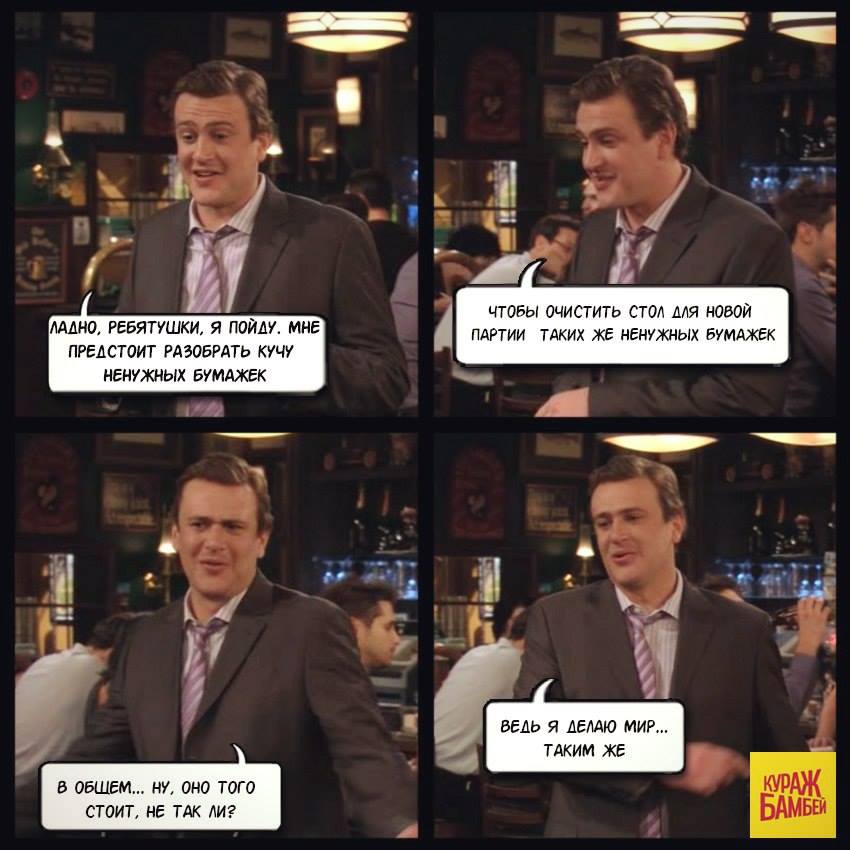 ЛАДНО, РЕБЯТУШКИ, Я ПОЙДУ. МНЕ
ПРЕДСТОИТ РАЗОБРАТЬ КУЧУ
НЕНУЖНЫХ БУМАЖЕК
ЧТОБЫ ОЧИСТИТЬ СТОЛ ДЛЯ НОВОЙ
ПАРТИИ ТАКИХ ЖЕ НЕНУЖНЫХ БУМАЖЕК
В ОБЩЕМ... НУ, ОНО ТОГО
СТОИТ, НЕ ТАК ЛИ?
ВЕДЬ Я ДЕЛАЮ МИР...
ТАКИМ ЖЕ
КУРАЖ
БАМБЕЙ